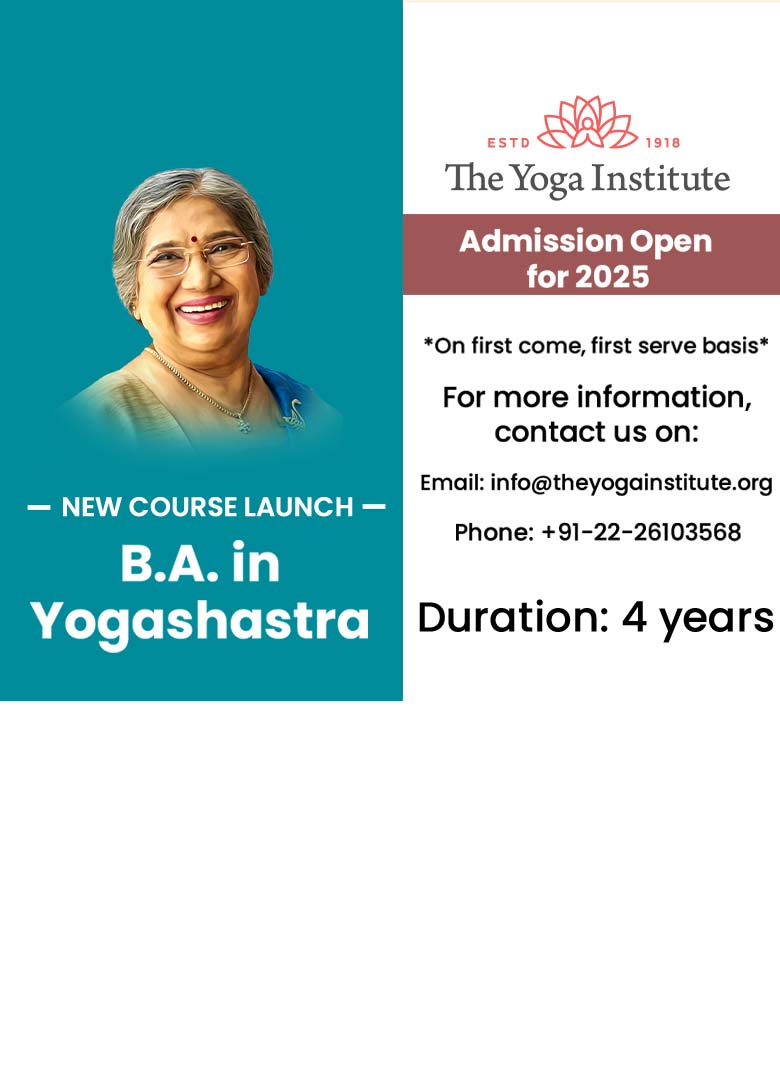 NEW COURSE LAUNCH
B.A. in
Yogashastra
ESTD 1918
The Yoga Institute
Admission Open
for 2025
*On first come, first serve basis*
For more information,
contact us on:
Email: info@theyogainstitute.org
Phone: +91-22-26103568
Duration: 4 years